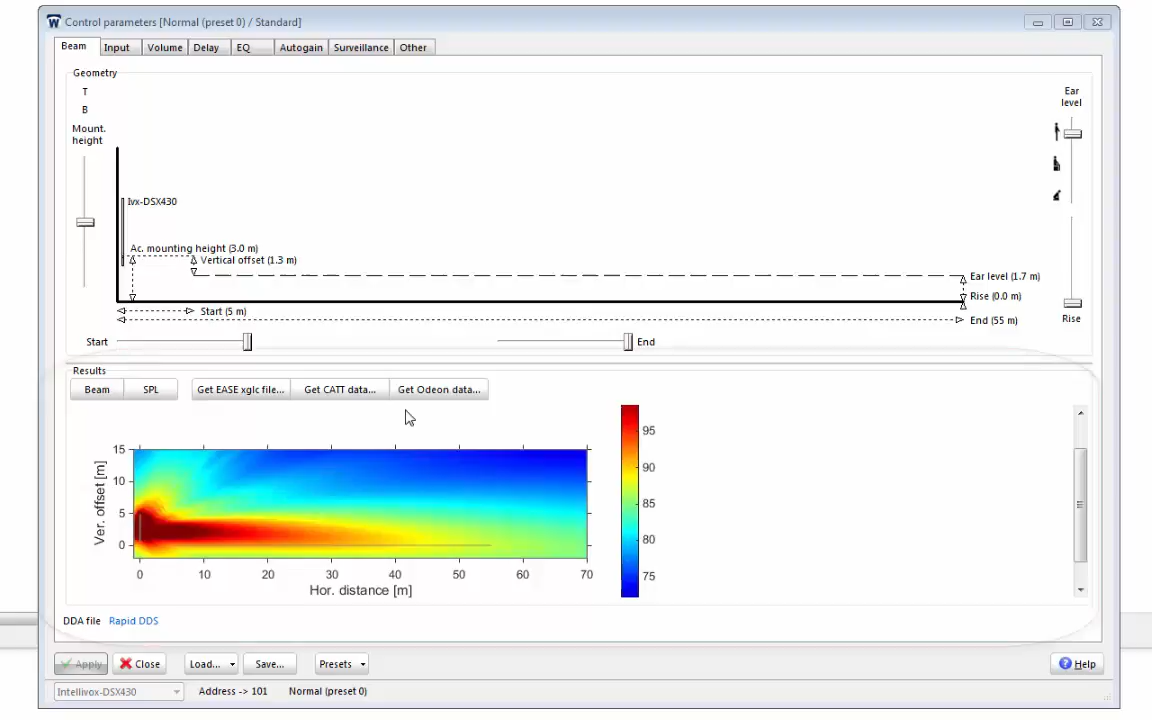 Control parameters [Normal (preset 0) / Standard]
Beam Input Volume Delay EQ Autogain Surveillance Other
Geometry
T
B
Mount.
height
Ear
level
Ivx-DSX430
Ac. mounting height (3.0 m)
Vertical offset (1.3 m)
Ear level (1.7 m)
Rise (0.0 m)
Start (5 m)
End (55 m)
Rise
Start
End
Results
Beam SPL Get EASE xglc file... Get CATT data... Get Odeon data...
15
10
5
0
Ver. offset [m]
0 10 20 30 40 50 60 70
Hor. distance [m]
95
90
85
80
75
DDA file Rapid DDS
Apply Close Load... Save... Presets Help
Intellivox-DSX430 Address -> 101 Normal (preset 0)